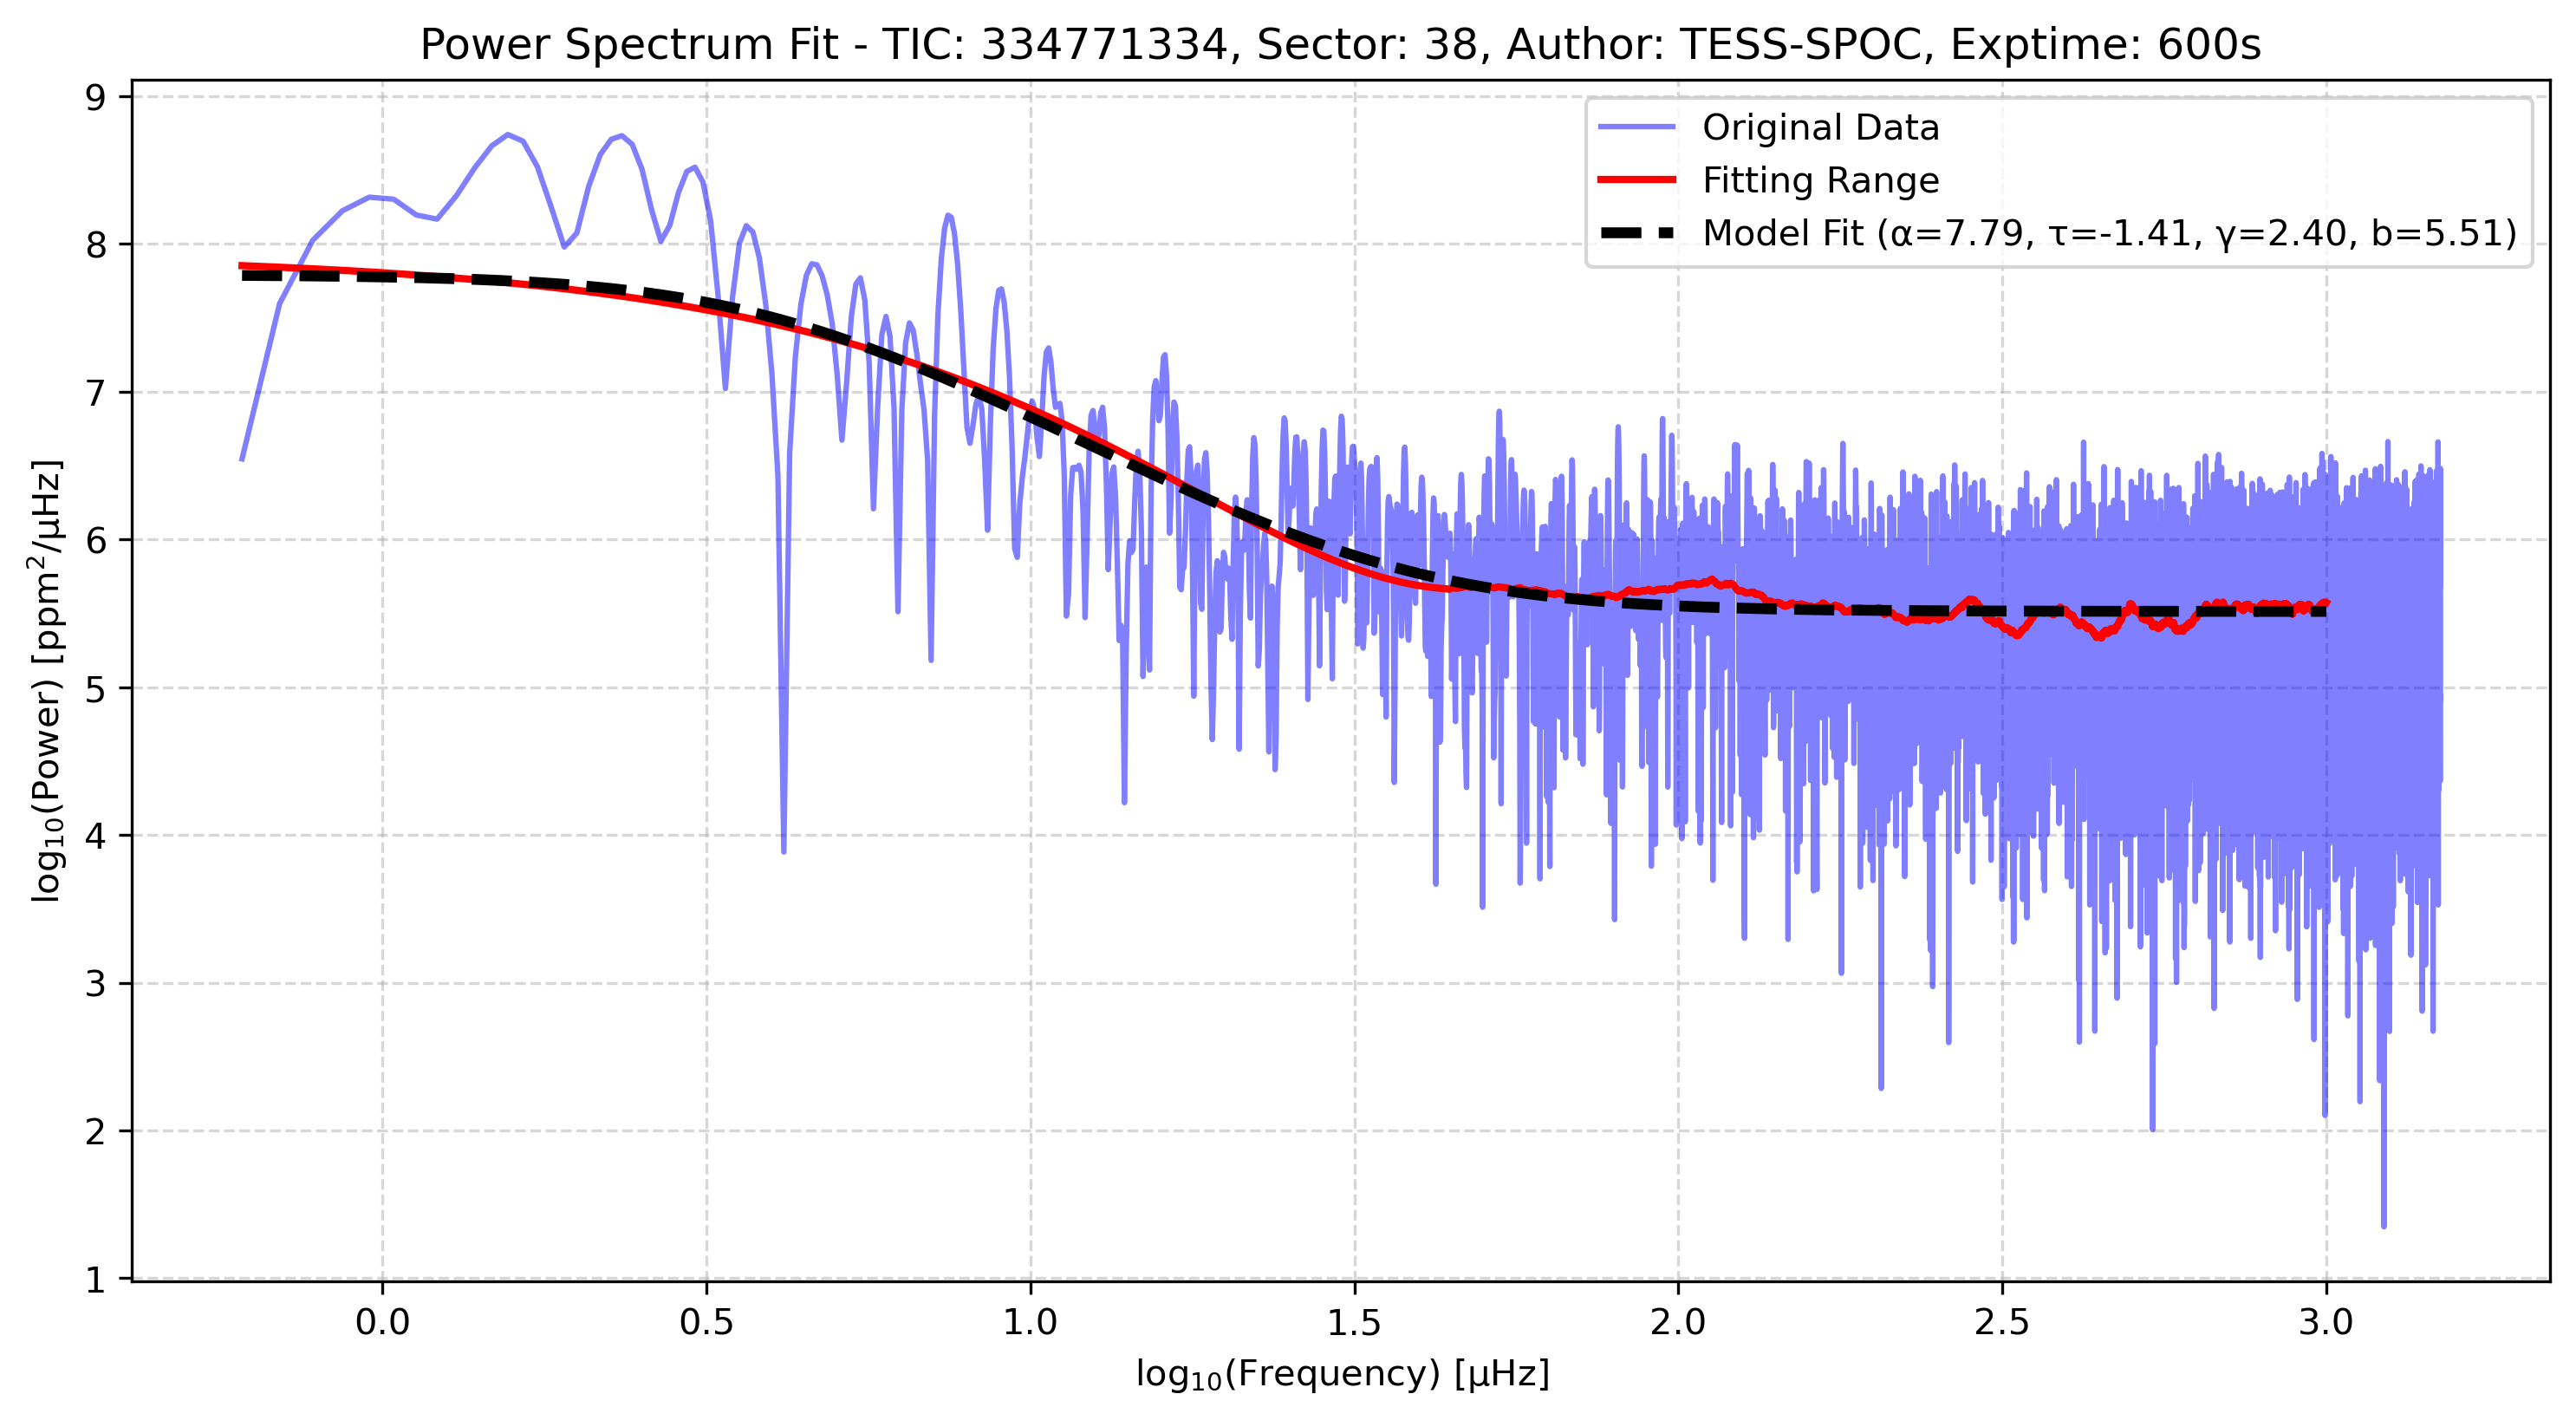 Power Spectrum Fit - TIC: 334771334, Sector: 38, Author: TESS-SPOC, Exptime: 600s
Original Data
Fitting Range
Model Fit (α=7.79, τ=-1.41, γ=2.40, b=5.51)
log₁₀(Power) [ppm²/μHz]
9
8
7
6
5
4
3
2
1
0.0 0.5 1.0 1.5 2.0 2.5 3.0
log₁₀(Frequency) [μHz]